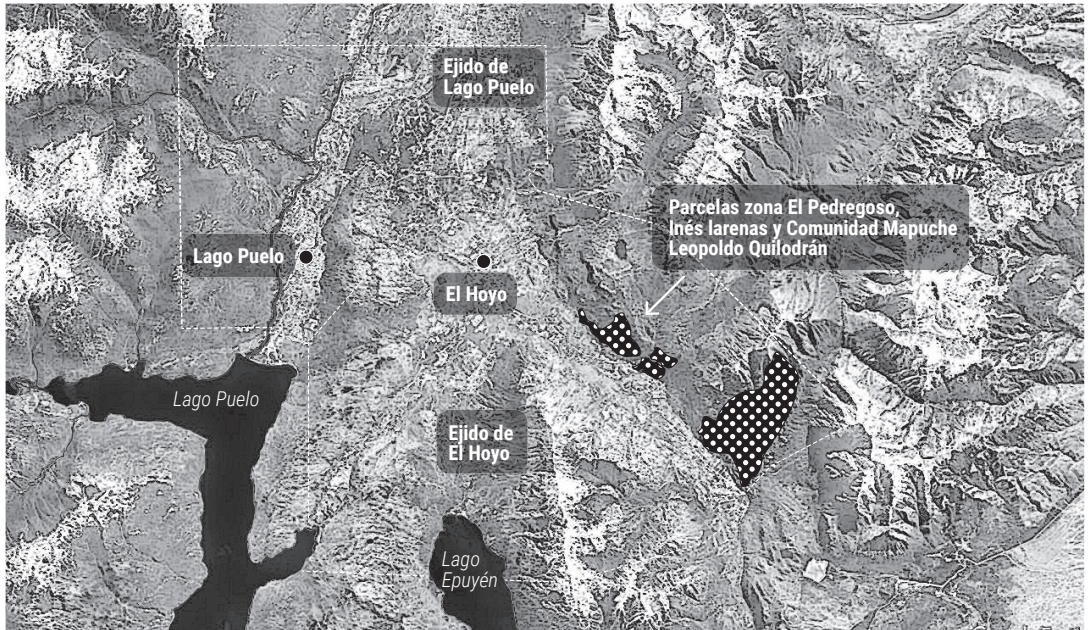 Ejido de
Lago Puelo
Parcelas zona El Pedregoso,
Inés Iarenas y Comunidad Mapuche
Leopoldo Quilodrán
Lago Puelo
El Hoyo
Lago Puelo
Ejido de
El Hoyo
Lago
Epuyén